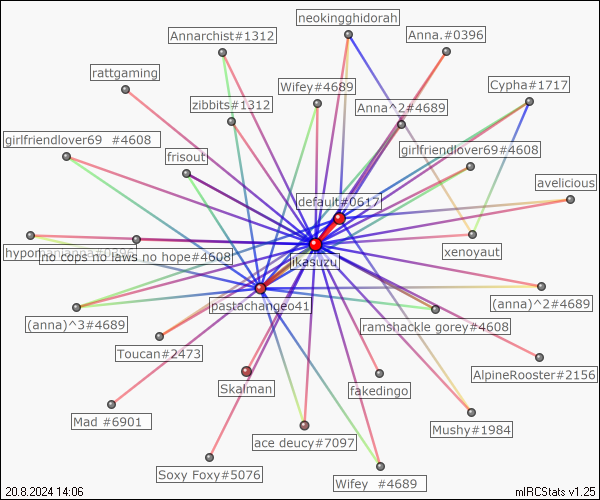 neokingghidorah
Annarchist#1312
Anna.#0396
rattgaming
Wifey#4689
Cypha#1717
zibbits#1312
Anna^2#4689
girlfriendlover69 #4608
girlfriendlover69#4608
frisout
avelicious
default#0617
no cops no laws no hope#4608
xenoyaut
ikasuzu
(anna)^2#4689
pastachangeo41
(anna)^3#4689
ramshackle gorey#4608
Toucan#2473
AlpineRooster#2156
Skalman
fakedingo
Mad #6901
Mushy#1984
ace deucy#7097
Soxy Foxy#5076
Wifey #4689
20.8.2024 14:06
mIRCStats v1.25